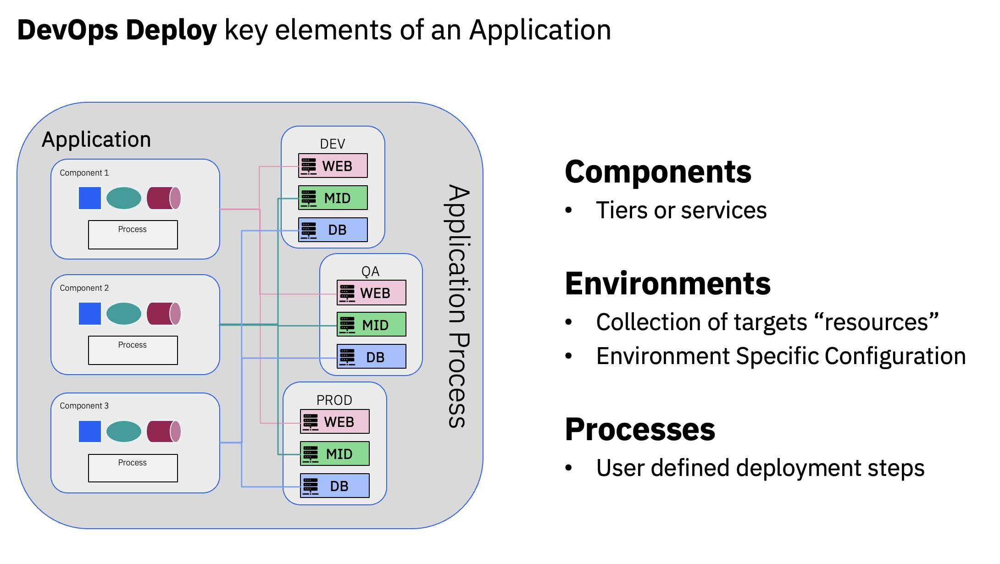 DevOps Deploy key elements of an Application
Application
Component 1
Process
Component 2
Process
Component 3
Process
DEV
WEB
MID
DB
QA
WEB
MID
DB
PROD
WEB
MID
DB
Application Process
Components
• Tiers or services
Environments
• Collection of targets “resources”
• Environment Specific Configuration
Processes
• User defined deployment steps